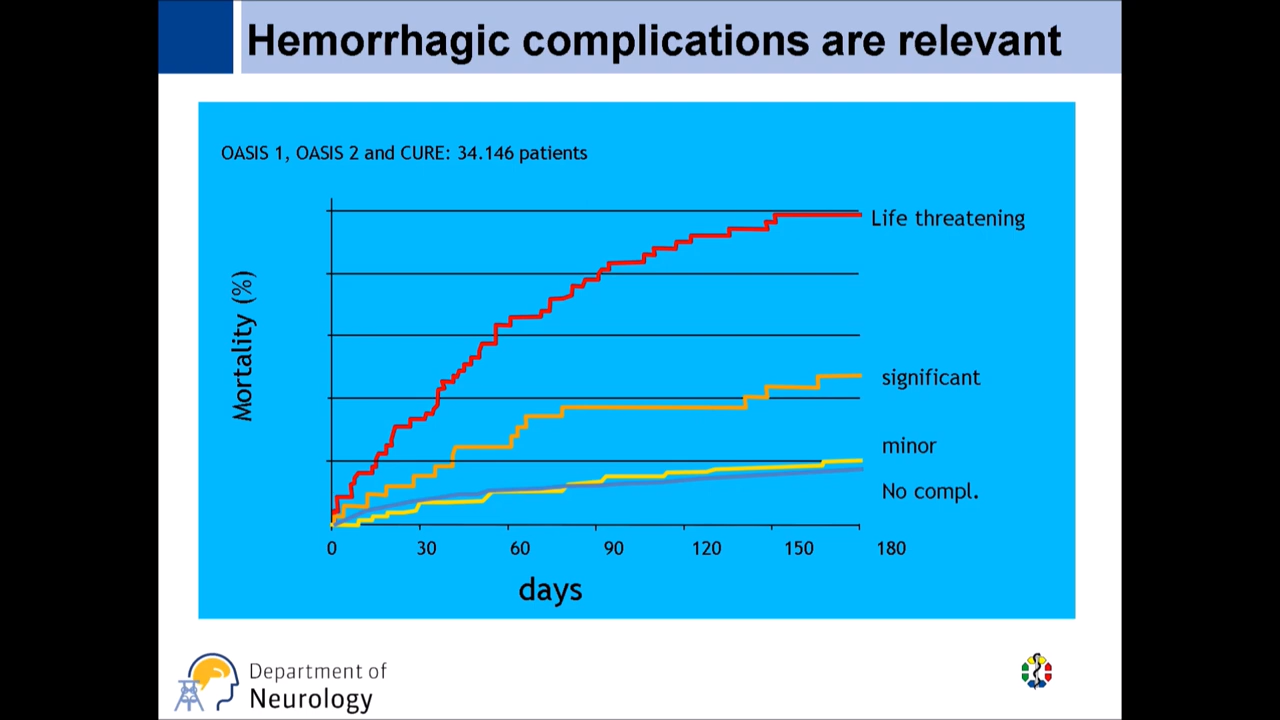 Hemorrhagic complications are relevant
OASIS 1, OASIS 2 and CURE: 34.146 patients
Mortality (%)
Life threatening
significant
minor
No compl.
0 30 60 90 120 150 180
days
Department of
Neurology